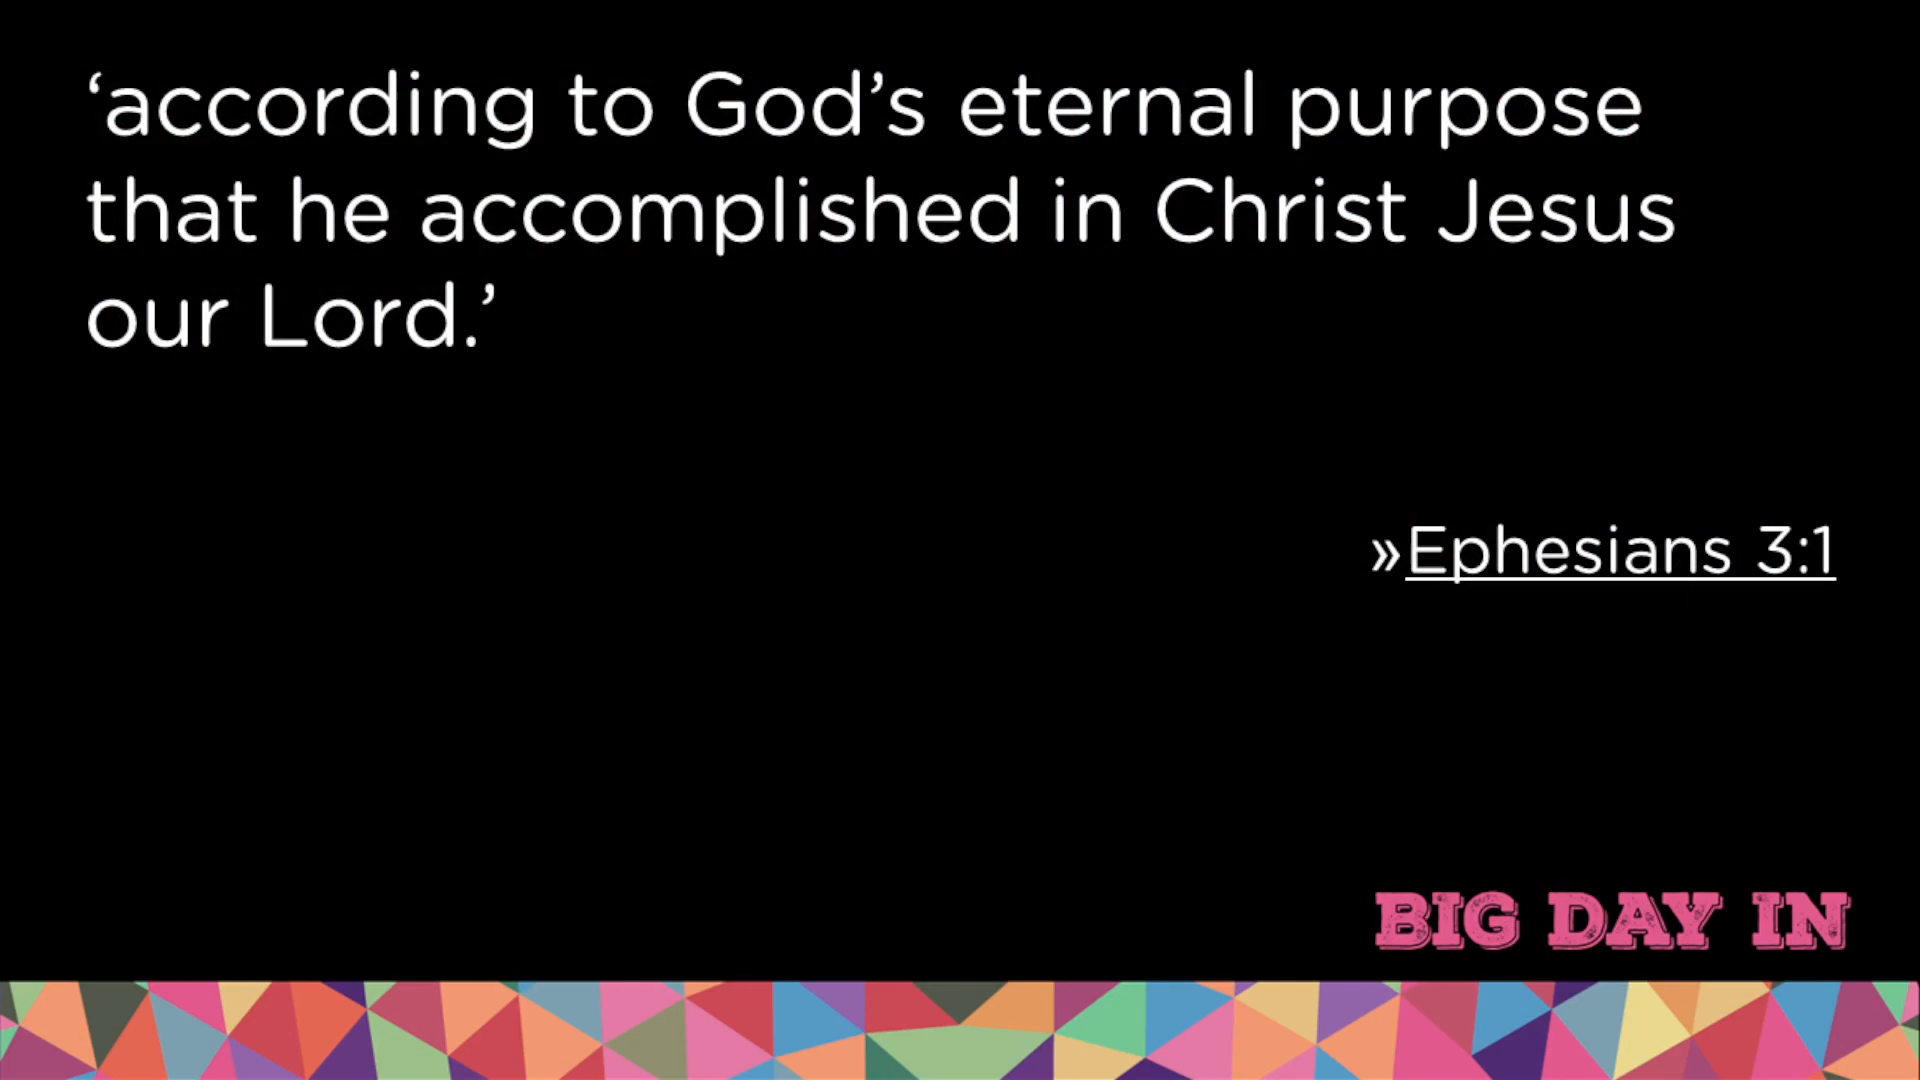 ‘according to God’s eternal purpose
that he accomplished in Christ Jesus
our Lord.’
»Ephesians 3:1
BIG DAY IN